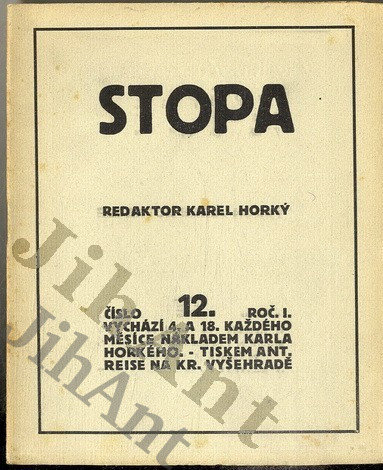 STOPA
REDAKTOR KAREL HORKÝ
ČÍSLO 12. ROČ. I.
VYCHÁZÍ 4. A 18. KAŽDÉHO
MĚSÍCE NÁKLADEM KARLA
HORKÉHO. - TISKEM ANT.
REISE NA KR. VYŠEHRADĚ
JihAnt
JihAnt